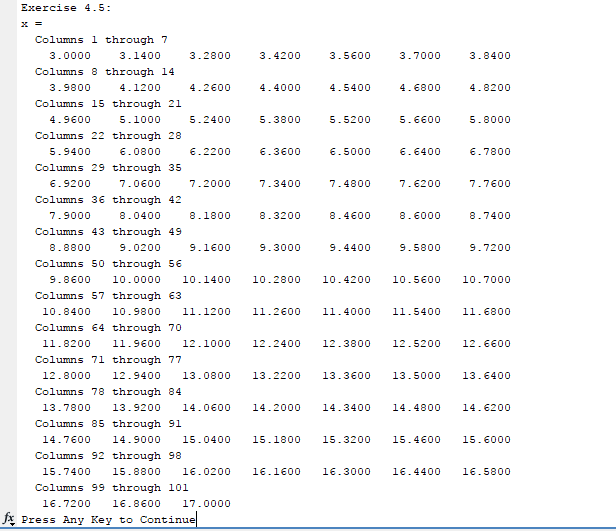 Exercise 4.5:
x =
Columns 1 through 7
3.0000 3.1400 3.2800 3.4200 3.5600 3.7000 3.8400
Columns 8 through 14
3.9800 4.1200 4.2600 4.4000 4.5400 4.6800 4.8200
Columns 15 through 21
4.9600 5.1000 5.2400 5.3800 5.5200 5.6600 5.8000
Columns 22 through 28
5.9400 6.0800 6.2200 6.3600 6.5000 6.6400 6.7800
Columns 29 through 35
6.9200 7.0600 7.2000 7.3400 7.4800 7.6200 7.7600
Columns 36 through 42
7.9000 8.0400 8.1800 8.3200 8.4600 8.6000 8.7400
Columns 43 through 49
8.8800 9.0200 9.1600 9.3000 9.4400 9.5800 9.7200
Columns 50 through 56
9.8600 10.0000 10.1400 10.2800 10.4200 10.5600 10.7000
Columns 57 through 63
10.8400 10.9800 11.1200 11.2600 11.4000 11.5400 11.6800
Columns 64 through 70
11.8200 11.9600 12.1000 12.2400 12.3800 12.5200 12.6600
Columns 71 through 77
12.8000 12.9400 13.0800 13.2200 13.3600 13.5000 13.6400
Columns 78 through 84
13.7800 13.9200 14.0600 14.2000 14.3400 14.4800 14.6200
Columns 85 through 91
14.7600 14.9000 15.0400 15.1800 15.3200 15.4600 15.6000
Columns 92 through 98
15.7400 15.8800 16.0200 16.1600 16.3000 16.4400 16.5800
Columns 99 through 101
16.7200 16.8600 17.0000
fx Press Any Key to Continue